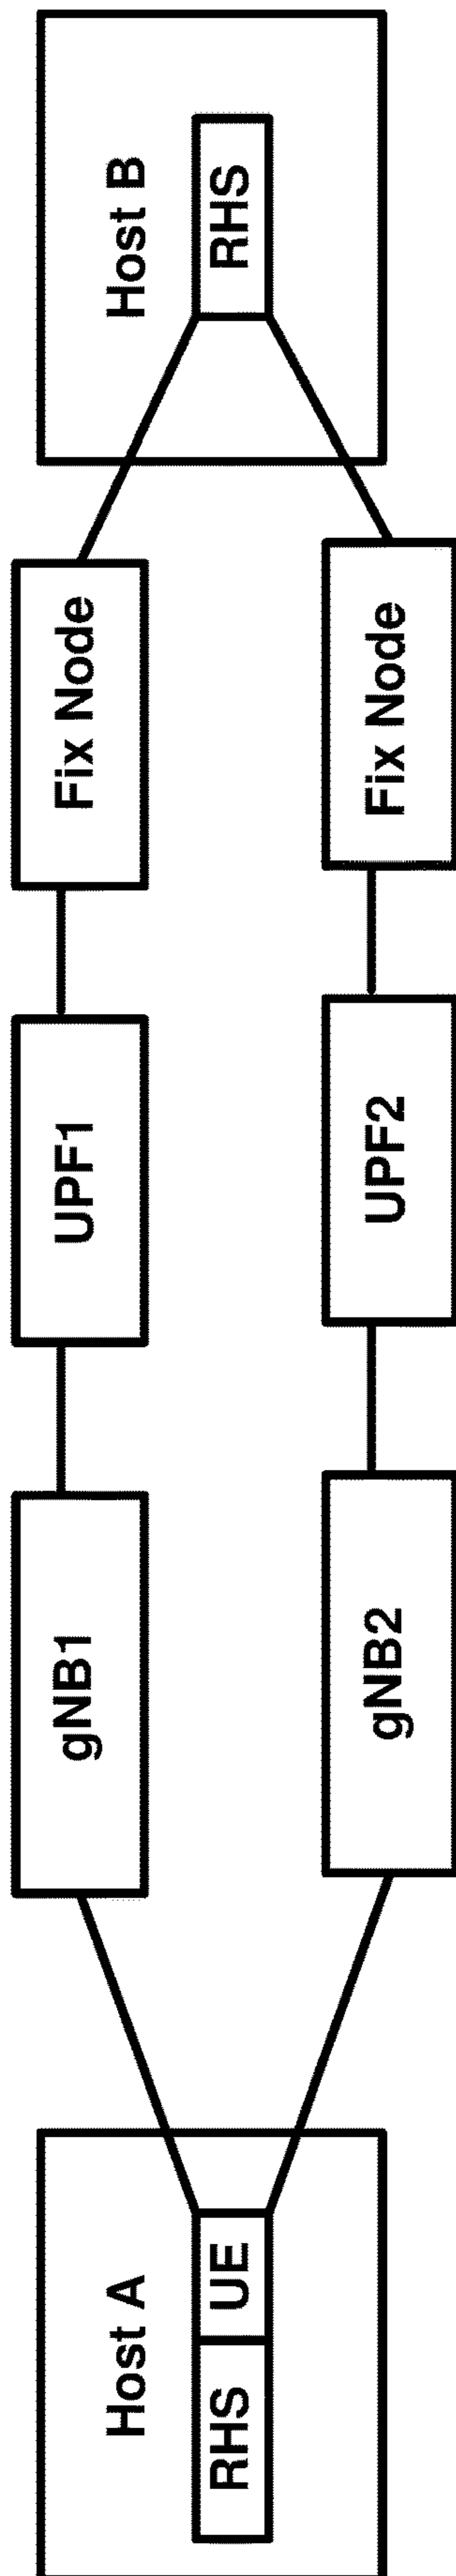 Host A
RHS
UE
gNB1
UPF1
Fix Node
gNB2
UPF2
Fix Node
Host B
RHS